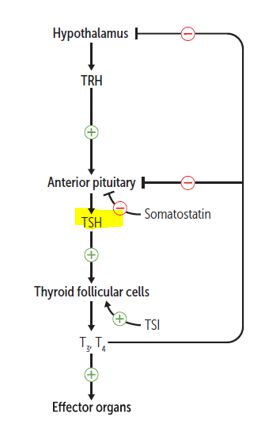 Hypothalamus
TRH
Anterior pituitary
Somatostatin
TSH
Thyroid follicular cells
TSI
T3, T4
Effector organs